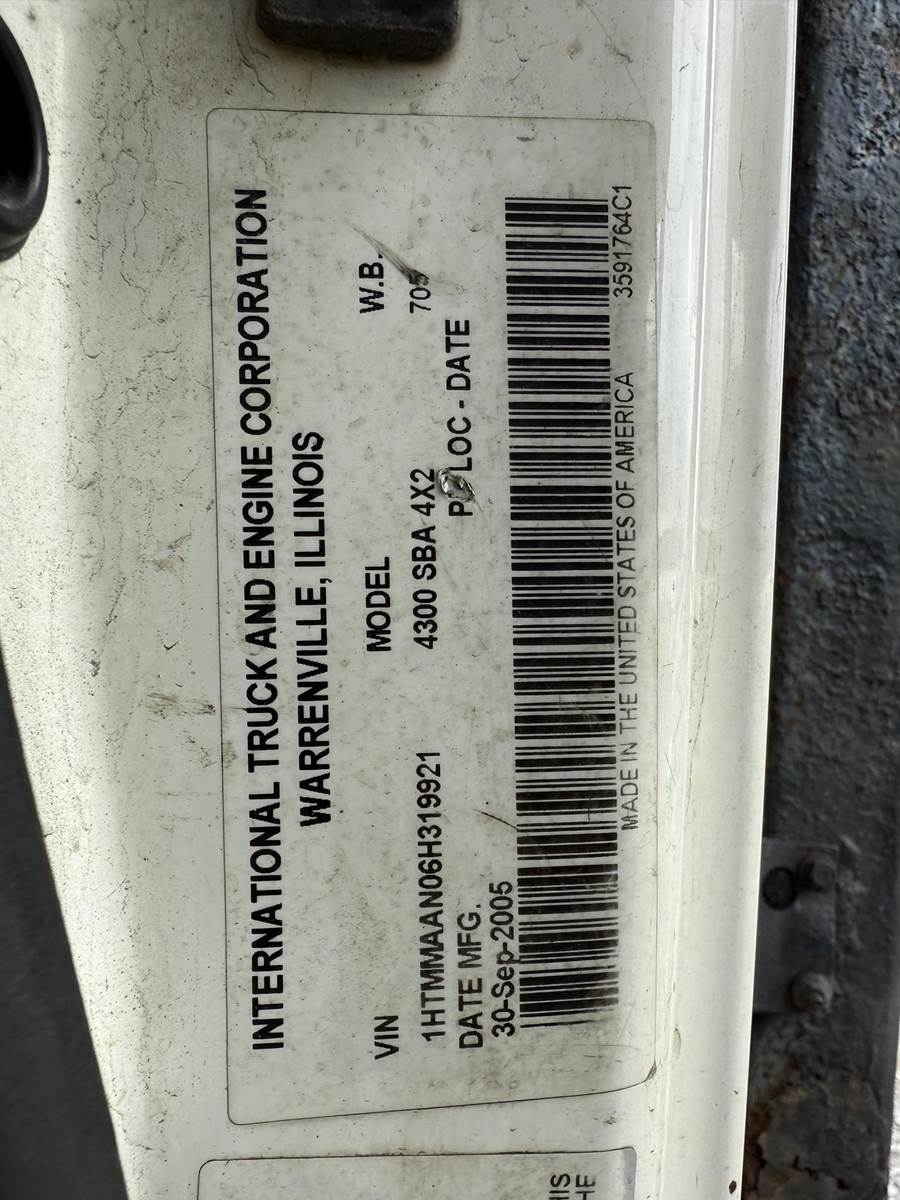 INTERNATIONAL TRUCK AND ENGINE CORPORATION
WARRENVILLE, ILLINOIS
VIN MODEL W.B.
1HTMMAAN06H319921 4300 SBA 4X2
DATE MFG. LOC - DATE
30-Sep-2005
MADE IN THE UNITED STATES OF AMERICA 3591764C1